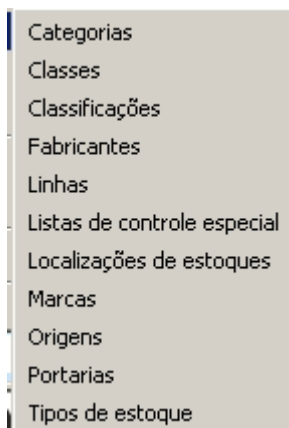 Categorias
Classes
Classificações
Fabricantes
Linhas
Listas de controle especial
Localizações de estoques
Marcas
Origens
Portarias
Tipos de estoque